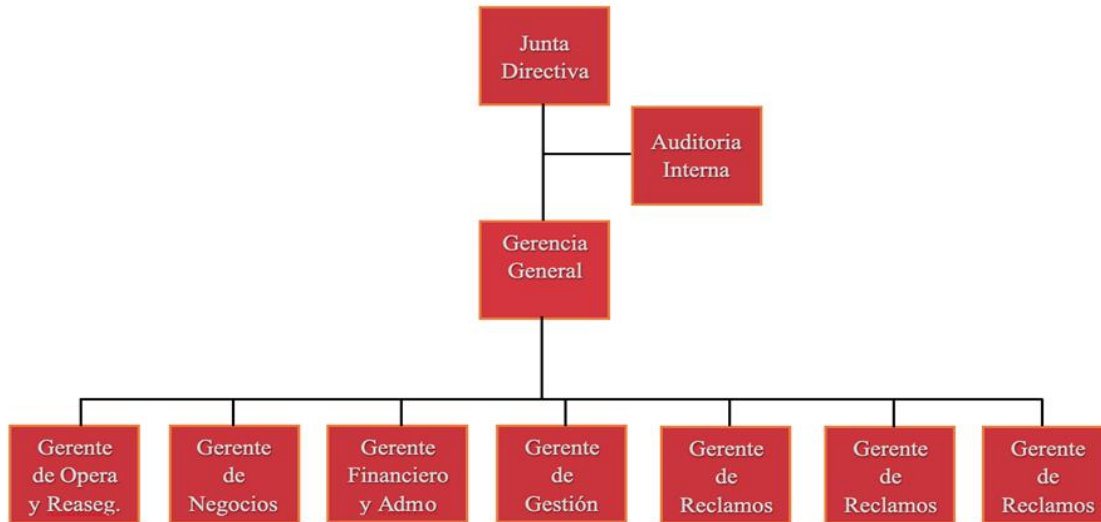 Junta
Directiva
Auditoria
Interna
Gerencia
General
Gerente
de Opera
y Reaseg.
Gerente
de
Negocios
Gerente
Financiero
y Admo
Gerente
de
Gestión
Gerente
de
Reclamos
Gerente
de
Reclamos
Gerente
de
Reclamos